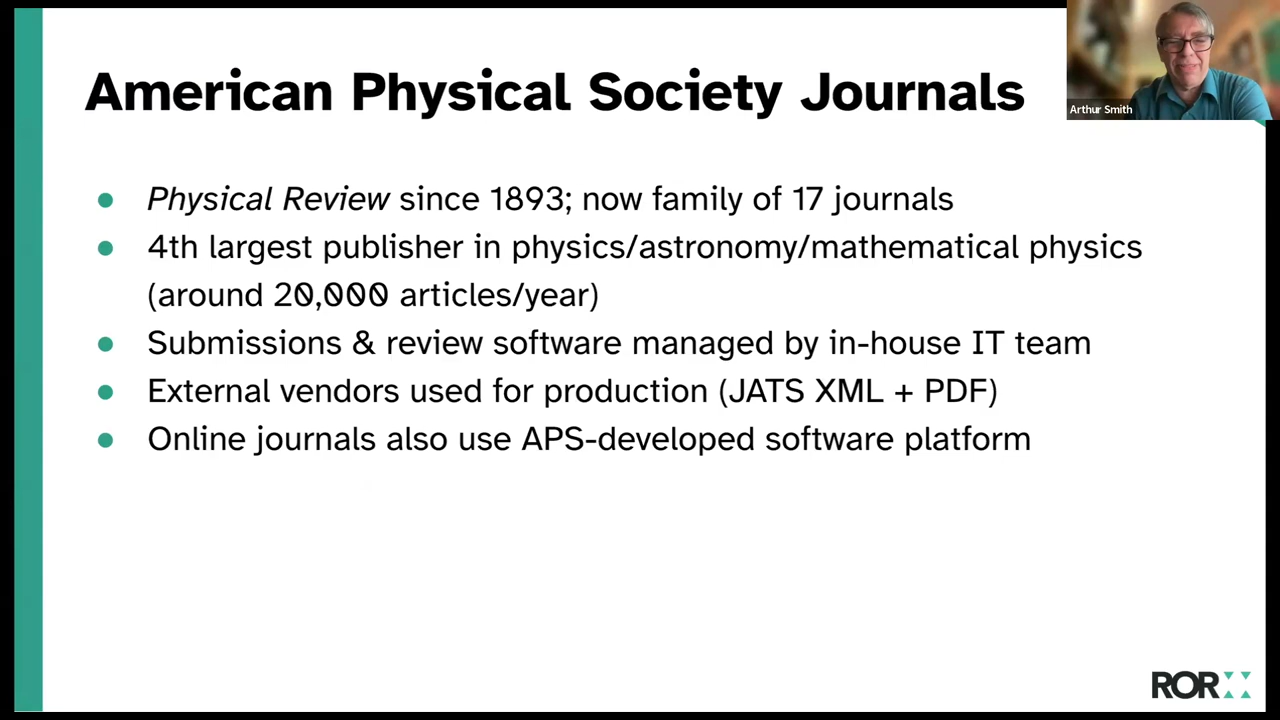 American Physical Society Journals
Arthur Smith
● Physical Review since 1893; now family of 17 journals
● 4th largest publisher in physics/astronomy/mathematical physics
(around 20,000 articles/year)
● Submissions & review software managed by in-house IT team
● External vendors used for production (JATS XML + PDF)
● Online journals also use APS-developed software platform
ROR